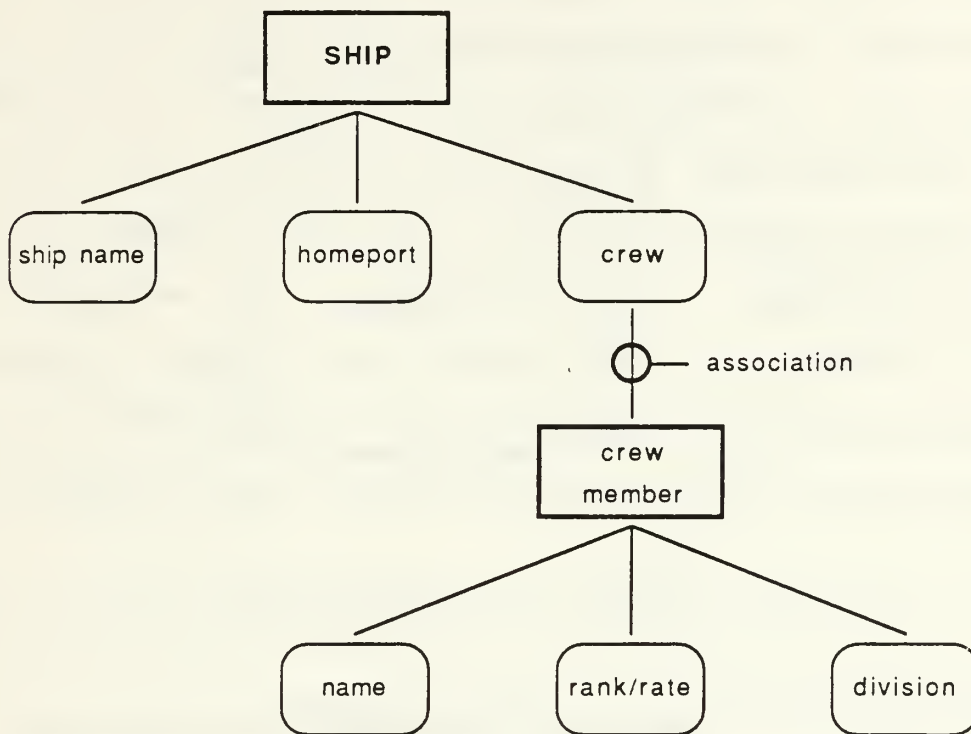 SHIP
ship name
homeport
crew
association
crew
member
name
rank/rate
division